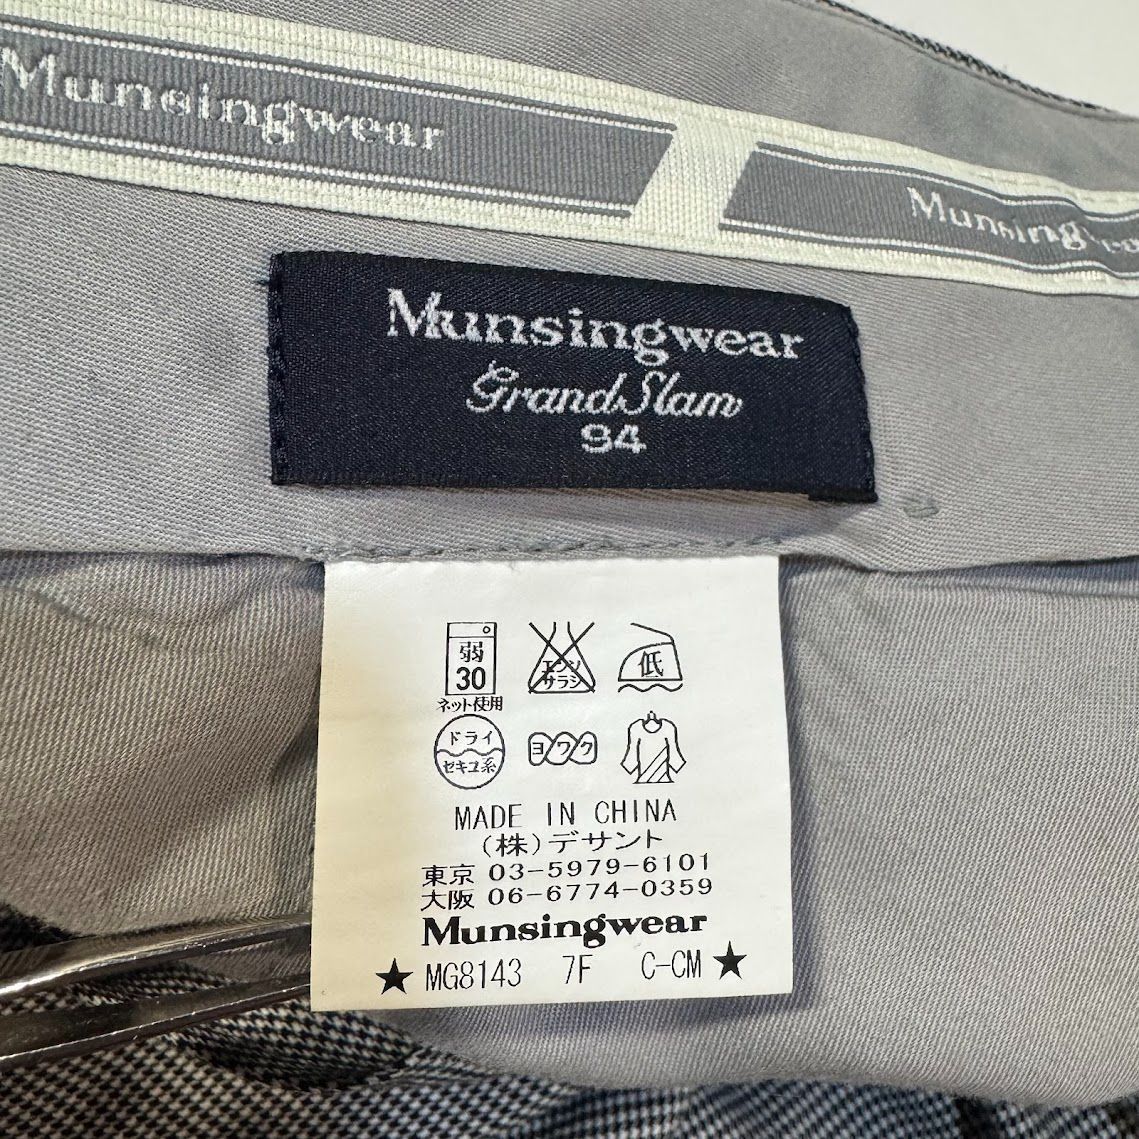 Munsingwear
Munsingwear
Munsingwear
Grand Slam
94
弱
30
ネット使用
エンソ
サラシ
低
ドライ
セキユ系
ヨワク
MADE IN CHINA
(株)デサント
東京 03-5979-6101
大阪 06-6774-0359
Munsingwear
★ MG8143 7F C-CM ★